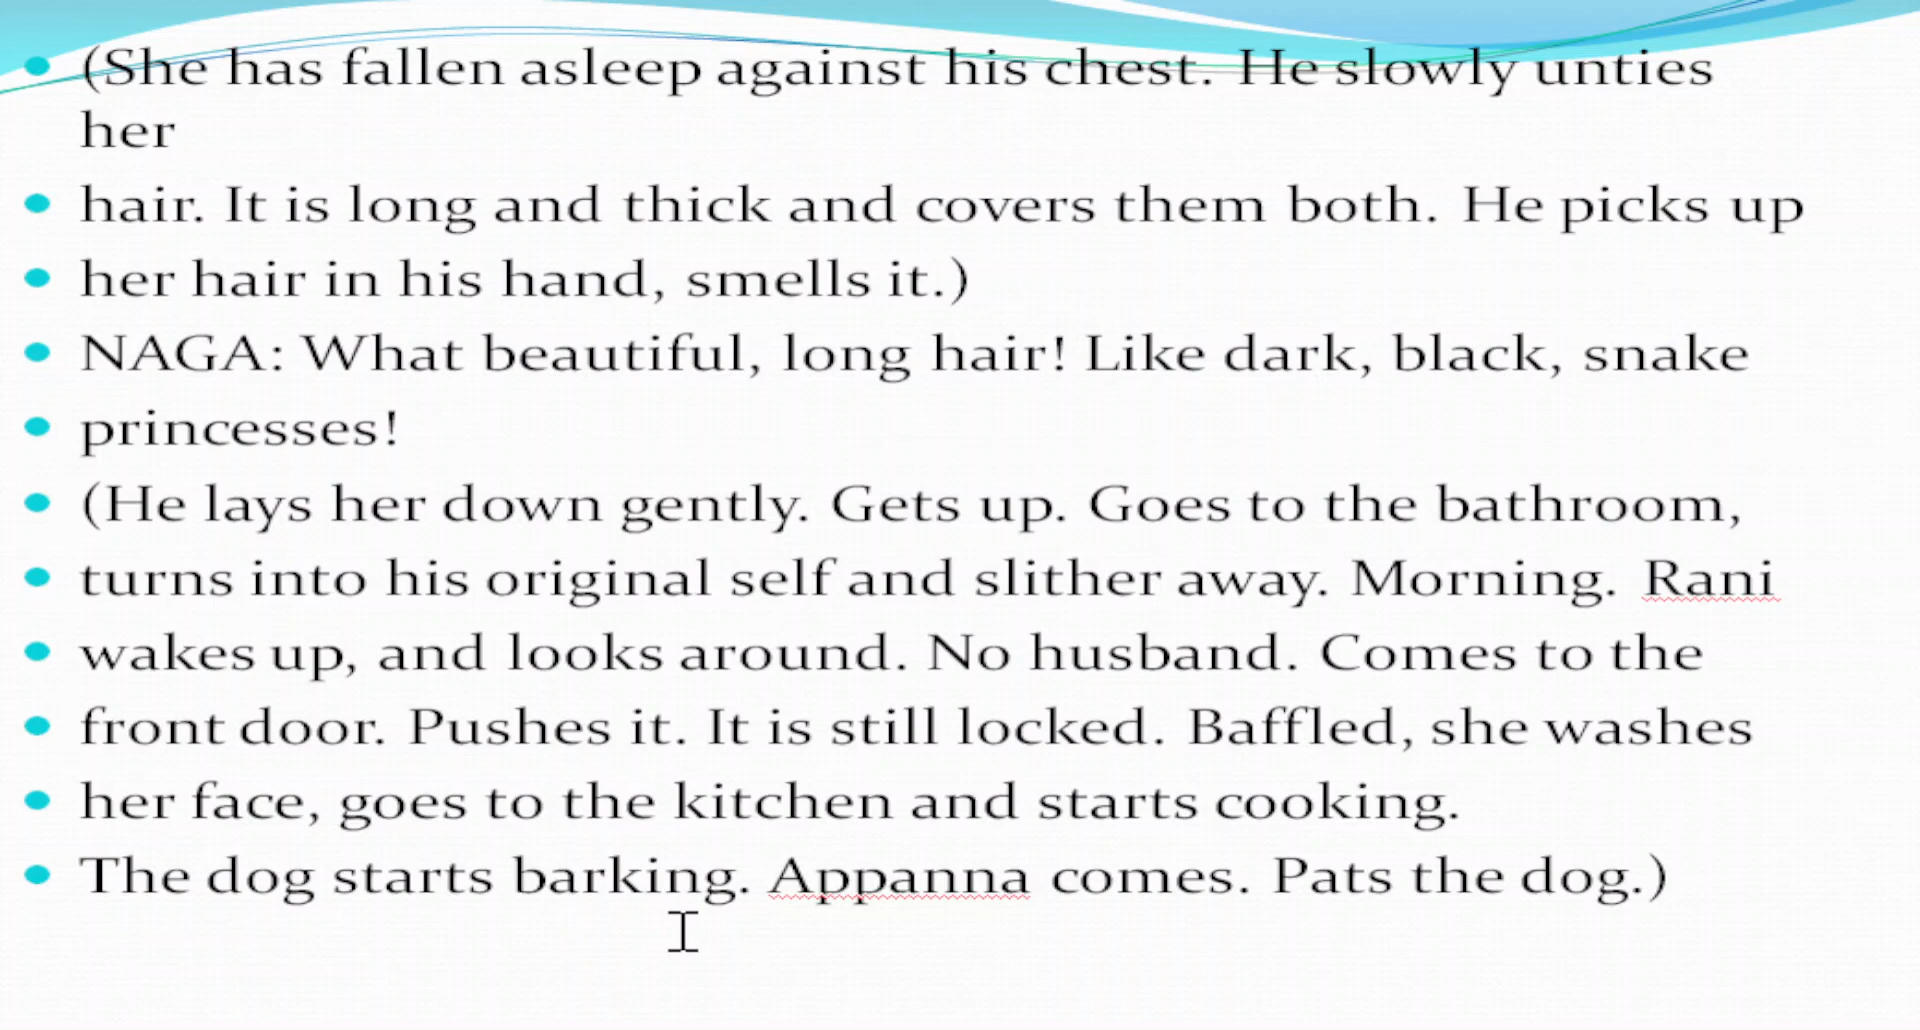 (She has fallen asleep against his chest. He slowly unties
her
hair. It is long and thick and covers them both. He picks up
her hair in his hand, smells it.)
NAGA: What beautiful, long hair! Like dark, black, snake
princesses!
(He lays her down gently. Gets up. Goes to the bathroom,
turns into his original self and slither away. Morning. Rani
wakes up, and looks around. No husband. Comes to the
front door. Pushes it. It is still locked. Baffled, she washes
her face, goes to the kitchen and starts cooking.
The dog starts barking. Appanna comes. Pats the dog.)